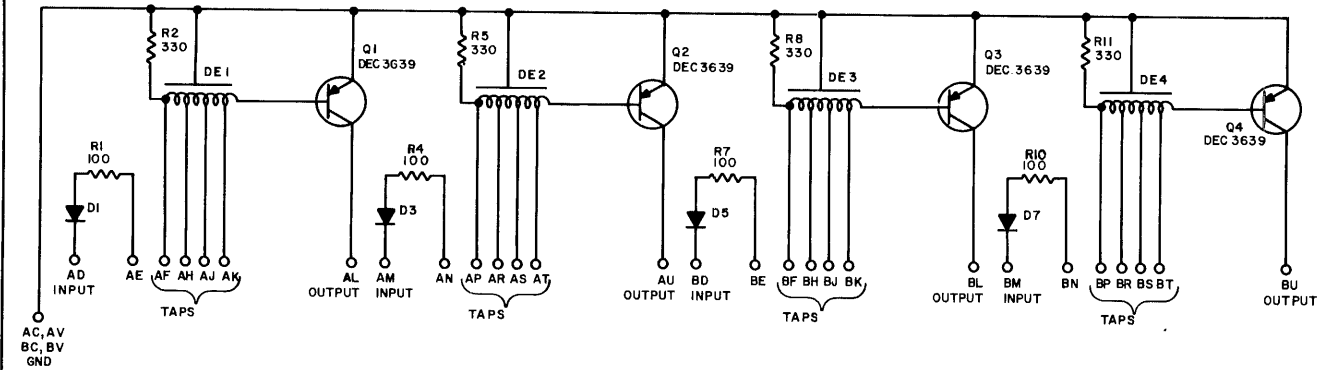 R2
330
DE1
Q1
DEC 3639
R5
330
DE2
Q2
DEC 3639
R8
330
DE3
Q3
DEC. 3639
R11
330
DE4
Q4
DEC 3639
R1
100
D1
R4
100
D3
R7
100
D5
R10
100
D7
AD
INPUT
AE
AF AH AJ AK
TAPS
AL
OUTPUT
AM
INPUT
AN
AP AR AS AT
TAPS
AU
OUTPUT
BD
INPUT
BE
BF BH BJ BK
TAPS
BL
OUTPUT
BM
INPUT
BN
BP BR BS BT
TAPS
BU
OUTPUT
AC, AV
BC, BV
GND